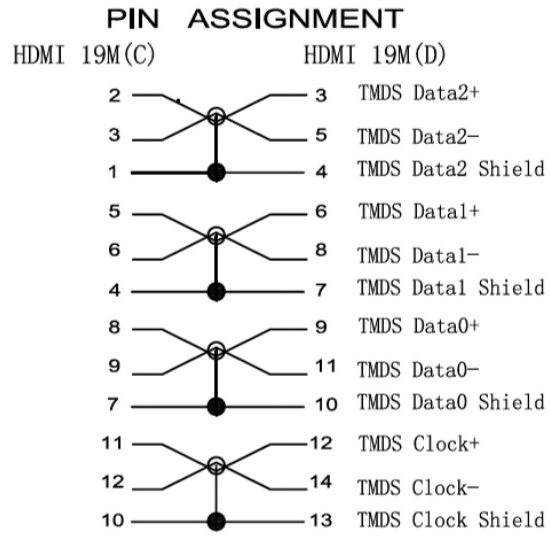 PIN ASSIGNMENT
HDMI 19M(C) HDMI 19M(D)
2 3 TMDS Data2+
3 5 TMDS Data2-
1 4 TMDS Data2 Shield
5 6 TMDS Data1+
6 8 TMDS Data1-
4 7 TMDS Data1 Shield
8 9 TMDS Data0+
9 11 TMDS Data0-
7 10 TMDS Data0 Shield
11 12 TMDS Clock+
12 14 TMDS Clock-
10 13 TMDS Clock Shield